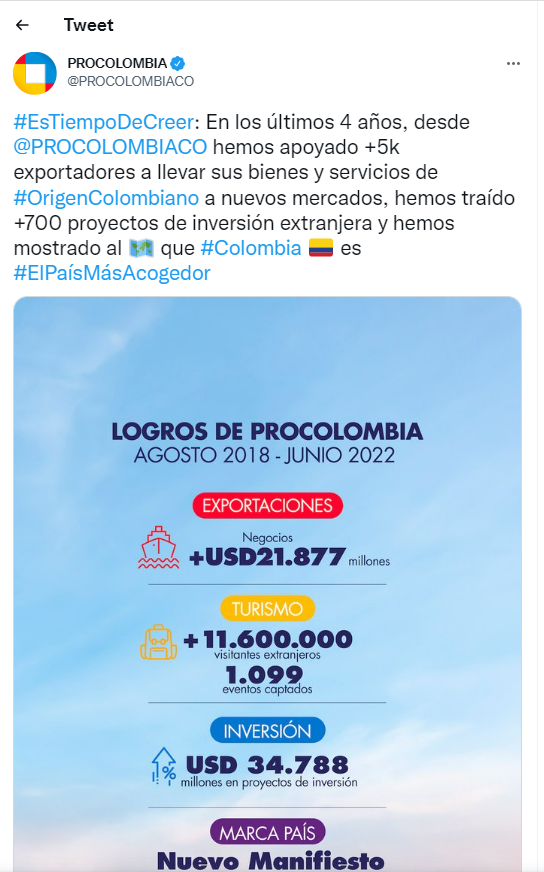 Tweet
PROCOLOMBIA
@PROCOLOMBIACO
#EsTiempoDeCreer: En los últimos 4 años, desde
@PROCOLOMBIACO hemos apoyado +5k
exportadores a llevar sus bienes y servicios de
#OrigenColombiano a nuevos mercados, hemos traído
+700 proyectos de inversión extranjera y hemos
mostrado al 🗺️ que #Colombia 🇨🇴 es
#ElPaísMásAcogedor
LOGROS DE PROCOLOMBIA
AGOSTO 2018 - JUNIO 2022
EXPORTACIONES
Negocios
+USD21.877 millones
TURISMO
+ 11.600.000
visitantes extranjeros
1.099
eventos captados
INVERSIÓN
1%
USD 34.788
millones en proyectos de inversión
MARCA PAÍS
Nuevo Manifiesto